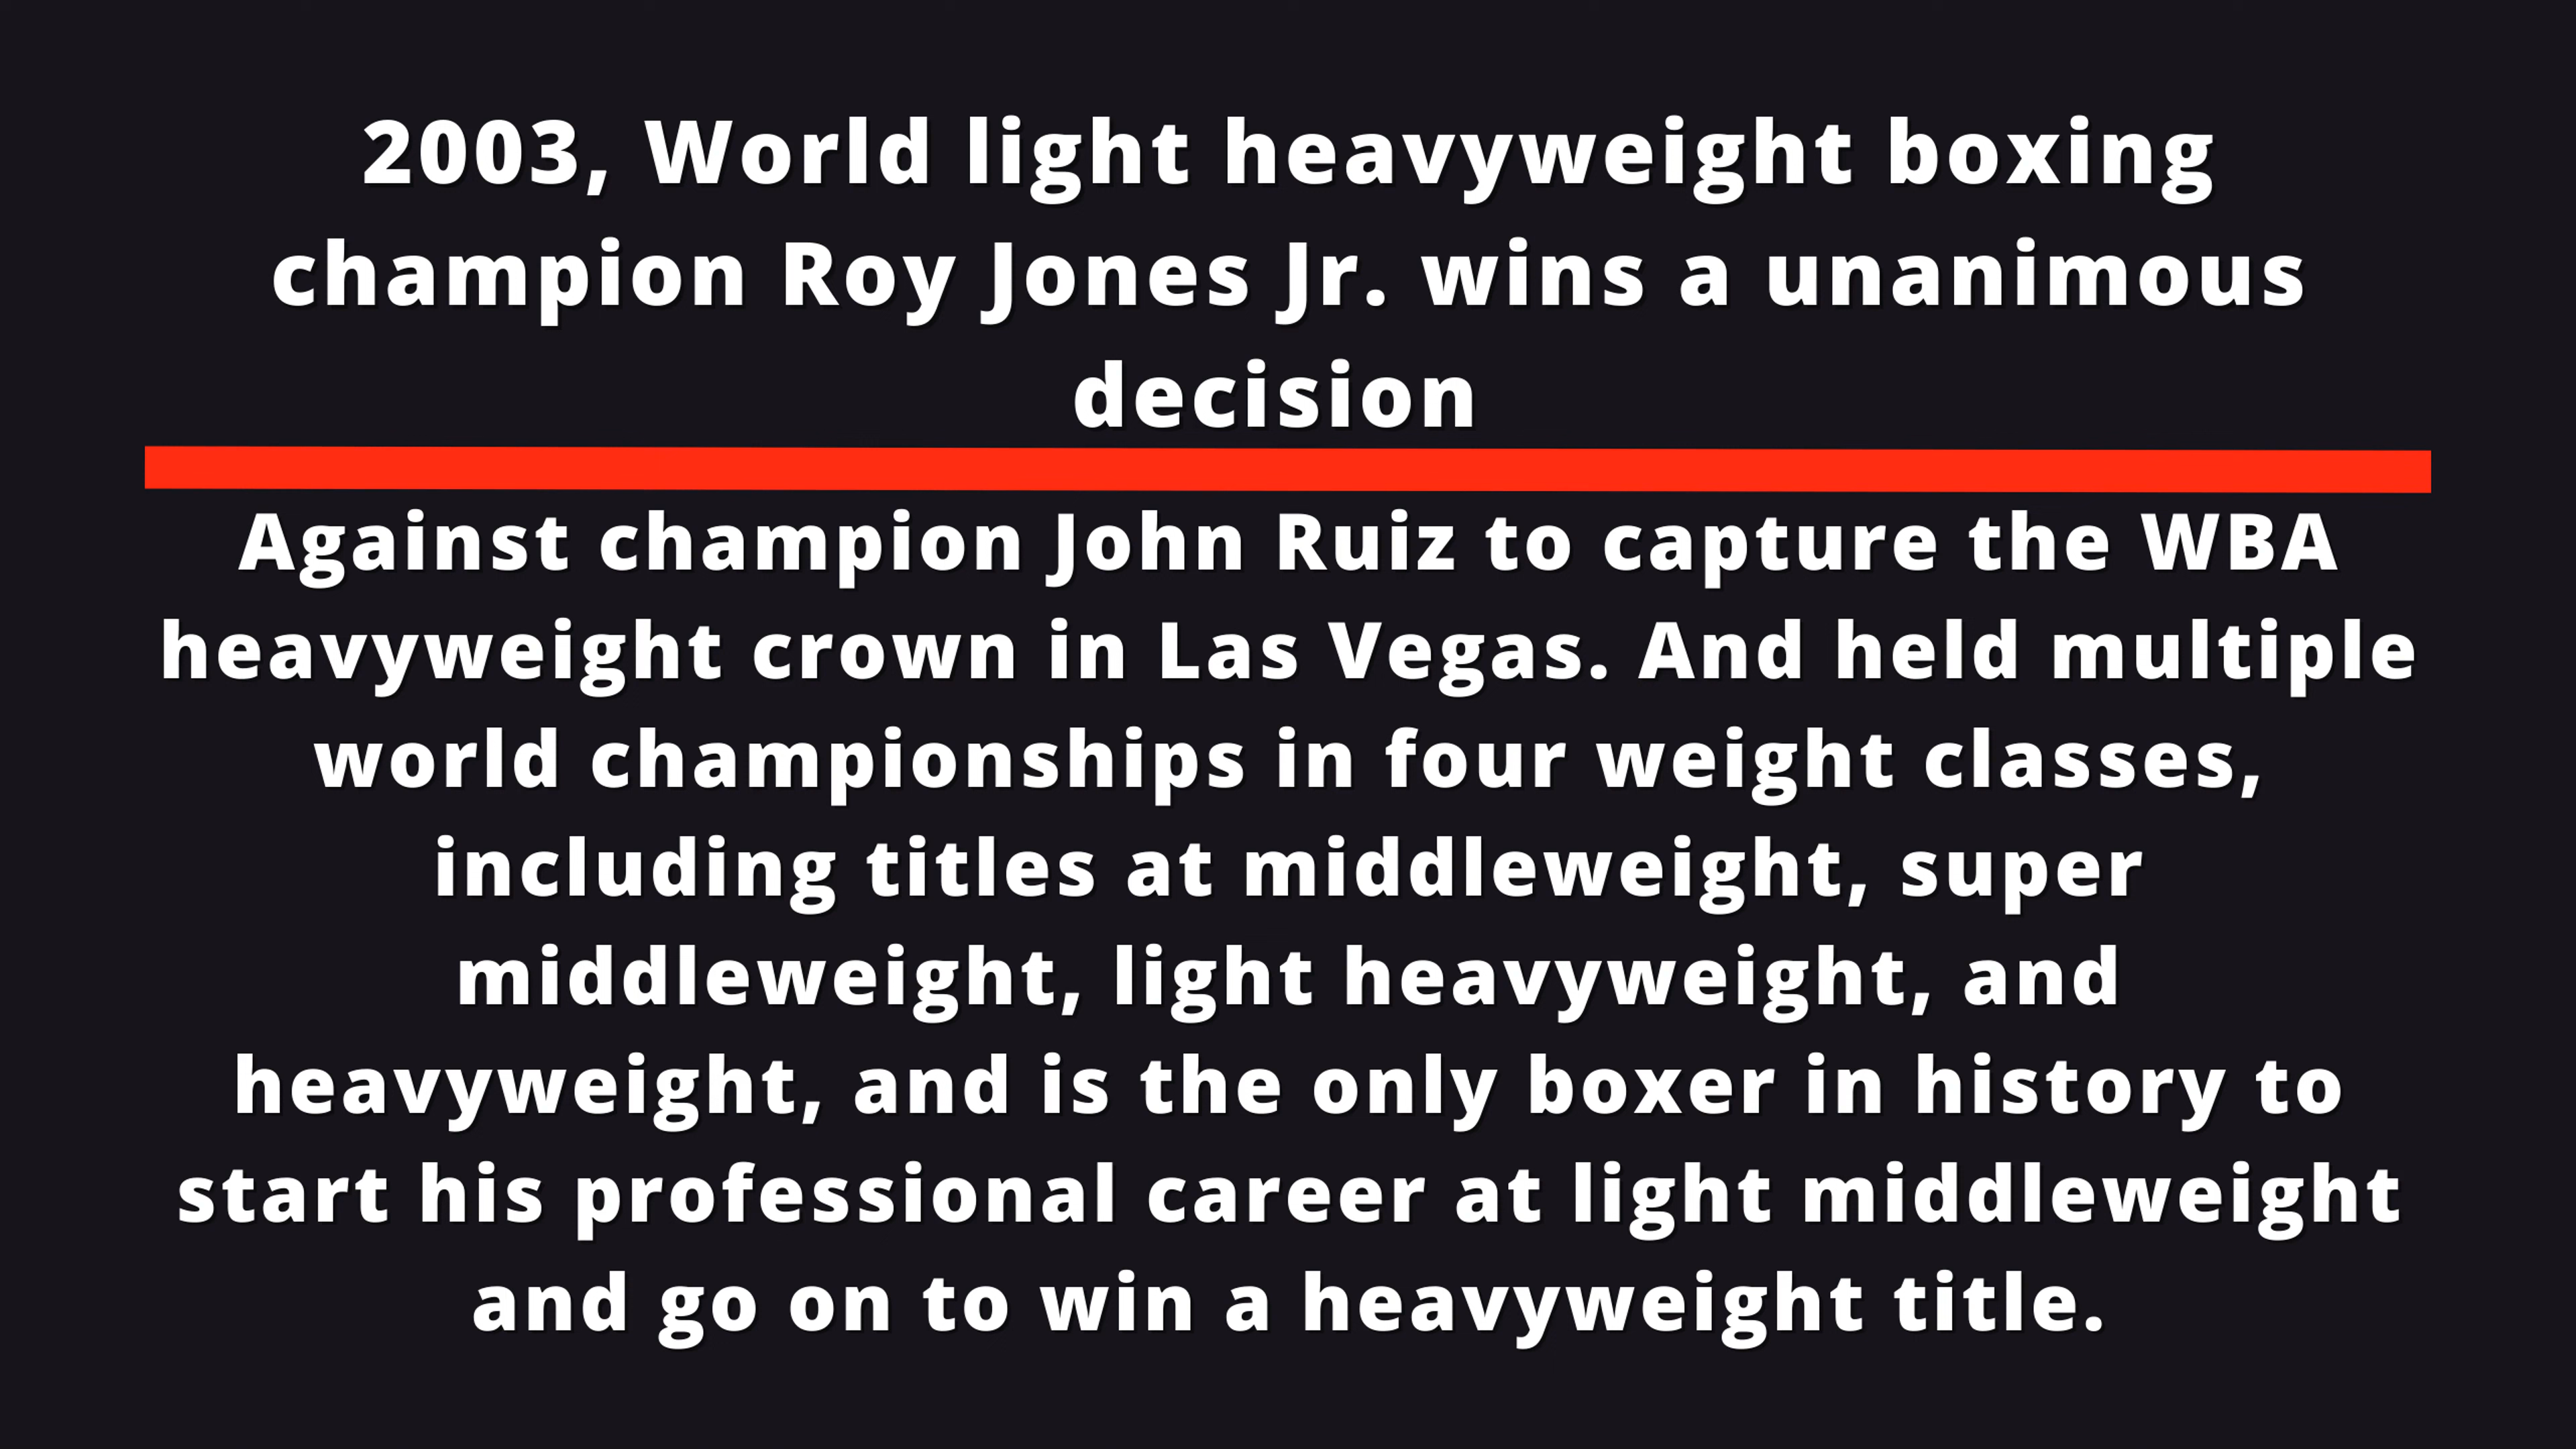 2003, World light heavyweight boxing
champion Roy Jones Jr. wins a unanimous
decision
Against champion John Ruiz to capture the WBA
heavyweight crown in Las Vegas. And held multiple
world championships in four weight classes,
including titles at middleweight, super
middleweight, light heavyweight, and
heavyweight, and is the only boxer in history to
start his professional career at light middleweight
and go on to win a heavyweight title.